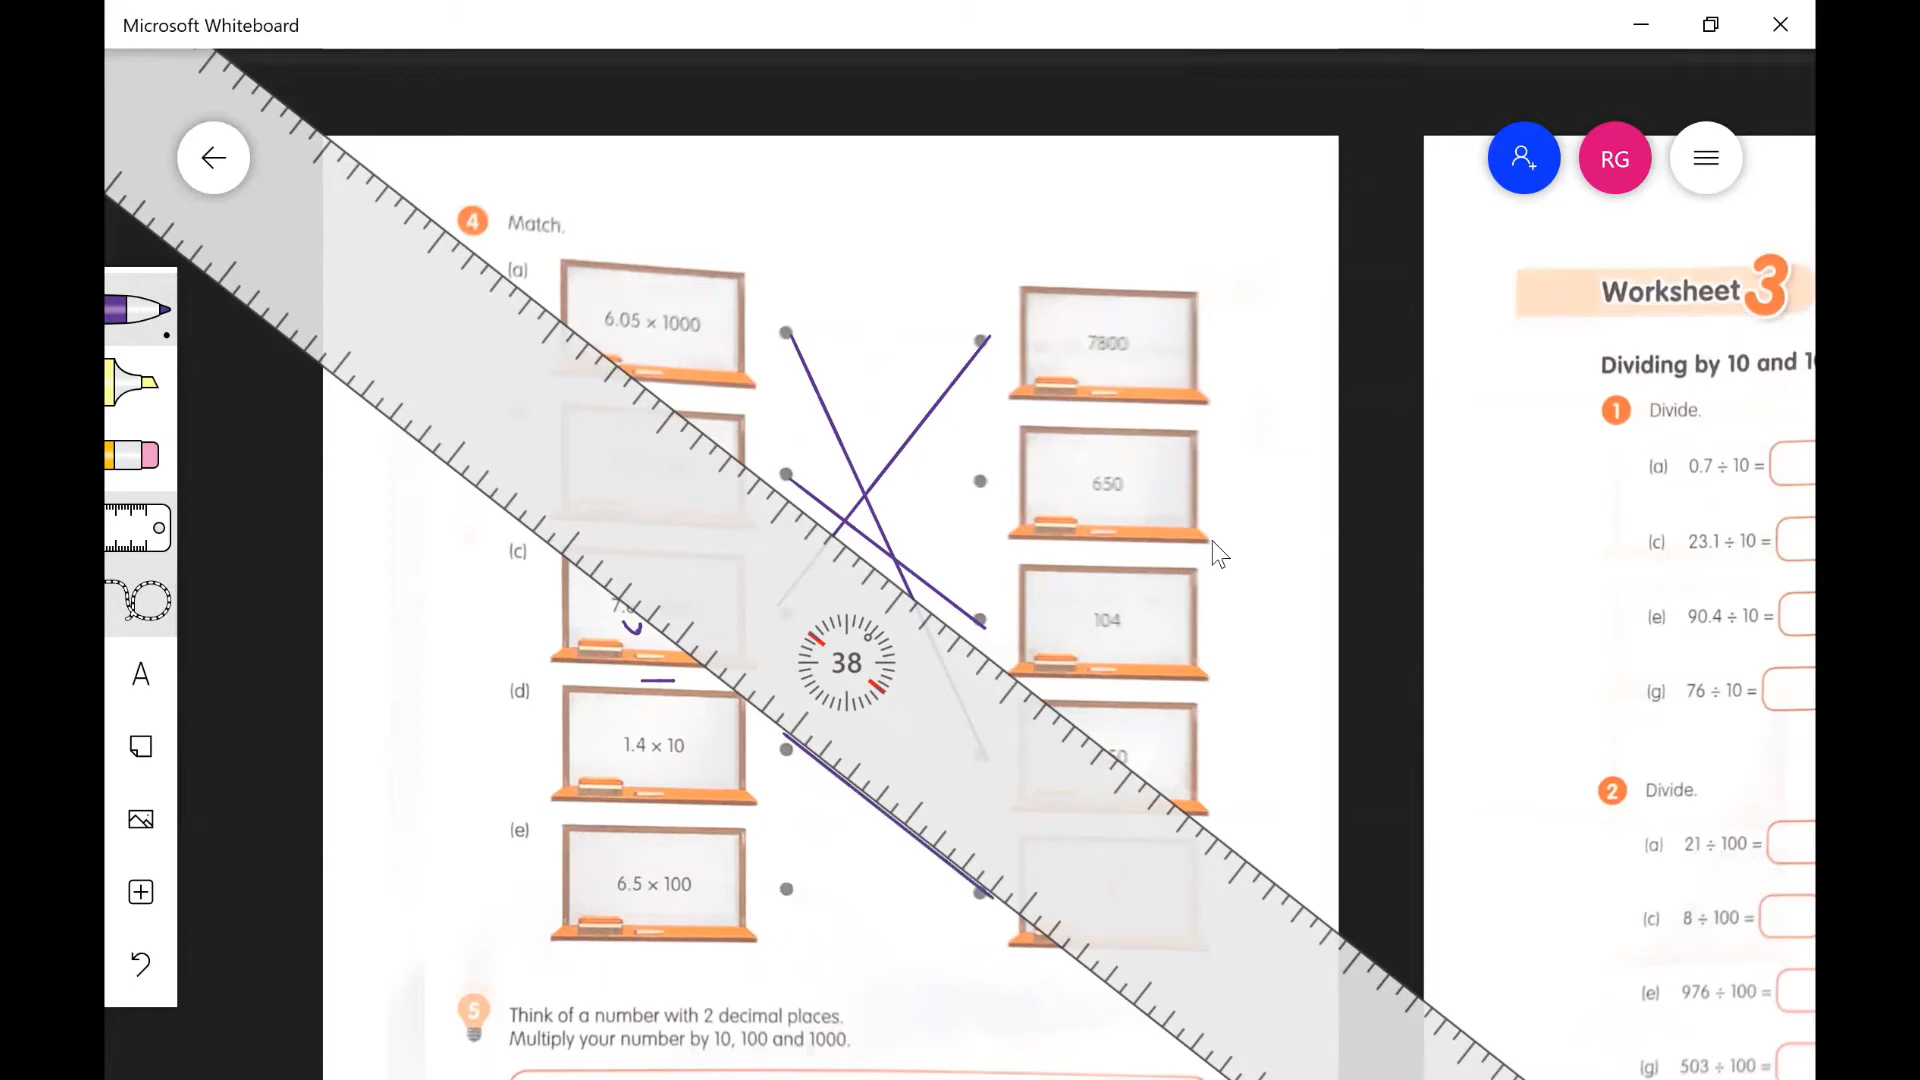 Microsoft Whiteboard
RG
4 Match.
(a)
6.05 × 1000
7800
650
(c)
104
38
(d)
1.4 × 10
(e)
6.5 × 100
5 Think of a number with 2 decimal places.
Multiply your number by 10, 100 and 1000.
A
Worksheet 3
Dividing by 10 and
1 Divide.
(a) 0.7 ÷ 10 =
(c) 23.1 ÷ 10 =
(e) 90.4 ÷ 10 =
(g) 76 ÷ 10 =
2 Divide.
(a) 21 ÷ 100 =
(c) 8 ÷ 100 =
(e) 976 ÷ 100 =
(g) 503 ÷ 100 =